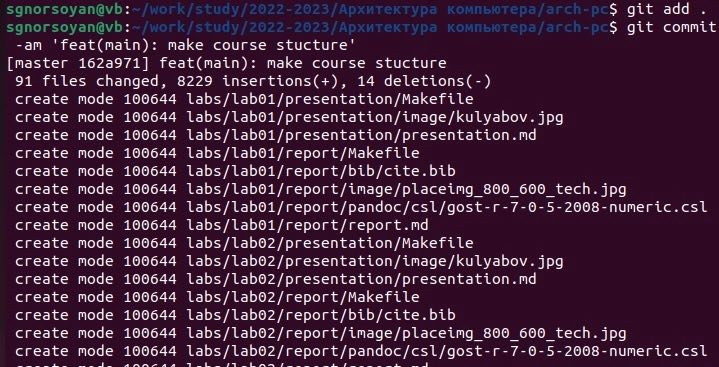 sgnorsoyan@vb:~/work/study/2022-2023/Архитектура компьютера/arch-pc$ git add .
sgnorsoyan@vb:~/work/study/2022-2023/Архитектура компьютера/arch-pc$ git commit
-am 'feat(main): make course stucture'
[master 162a971] feat(main): make course stucture
91 files changed, 8229 insertions(+), 14 deletions(-)
create mode 100644 labs/lab01/presentation/Makefile
create mode 100644 labs/lab01/presentation/image/kulyabov.jpg
create mode 100644 labs/lab01/presentation/presentation.md
create mode 100644 labs/lab01/report/Makefile
create mode 100644 labs/lab01/report/bib/cite.bib
create mode 100644 labs/lab01/report/image/placeimg_800_600_tech.jpg
create mode 100644 labs/lab01/report/pandoc/csl/gost-r-7-0-5-2008-numeric.csl
create mode 100644 labs/lab01/report/report.md
create mode 100644 labs/lab02/presentation/Makefile
create mode 100644 labs/lab02/presentation/image/kulyabov.jpg
create mode 100644 labs/lab02/presentation/presentation.md
create mode 100644 labs/lab02/report/Makefile
create mode 100644 labs/lab02/report/bib/cite.bib
create mode 100644 labs/lab02/report/image/placeimg_800_600_tech.jpg
create mode 100644 labs/lab02/report/pandoc/csl/gost-r-7-0-5-2008-numeric.csl
create mode 100644 labs/lab02/report/report.md